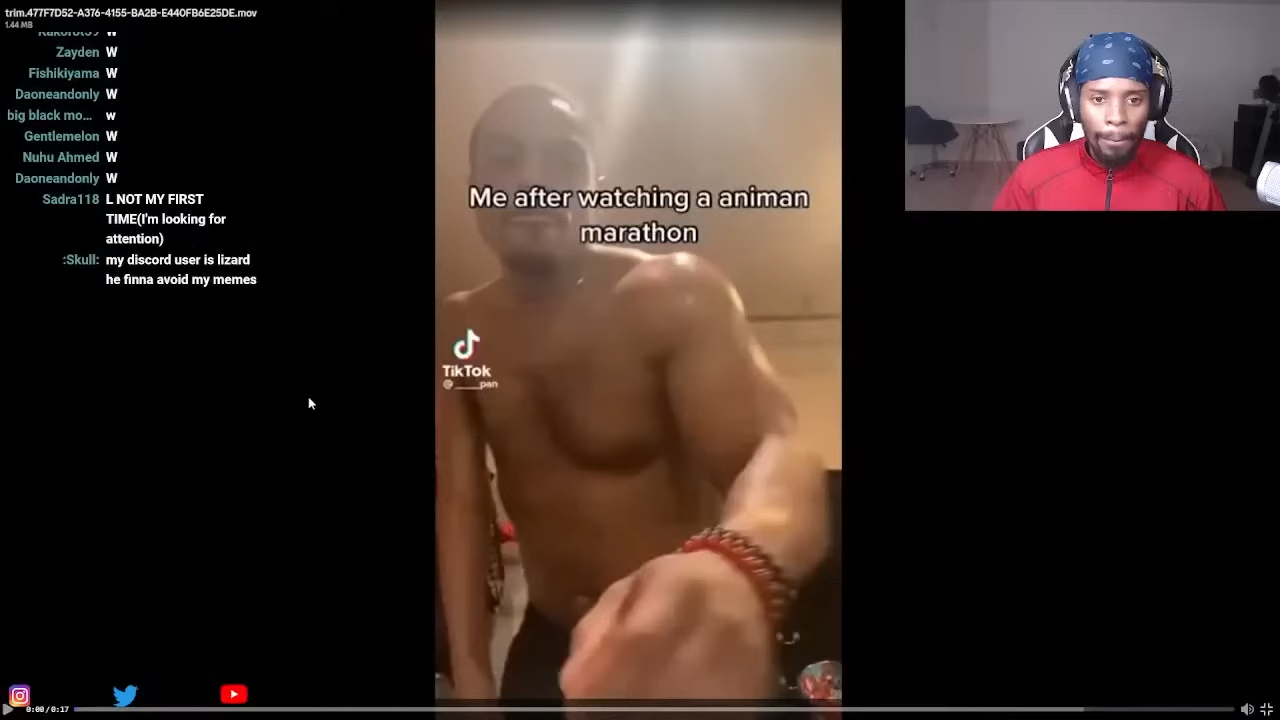 trim.477F7D52-A376-4155-BA2B-E440FB6E25DE.mov
1.44 MB
W
Zayden W
Fishikiyama W
Daoneandonly W
big black mo... w
Gentlemelon W
Nuhu Ahmed W
Daoneandonly W
Sadra118 L NOT MY FIRST
TIME(I'm looking for
attention)
:Skull: my discord user is lizard
he finna avoid my memes
Me after watching a animan
marathon
TikTok
@____pan
0:00 / 0:17